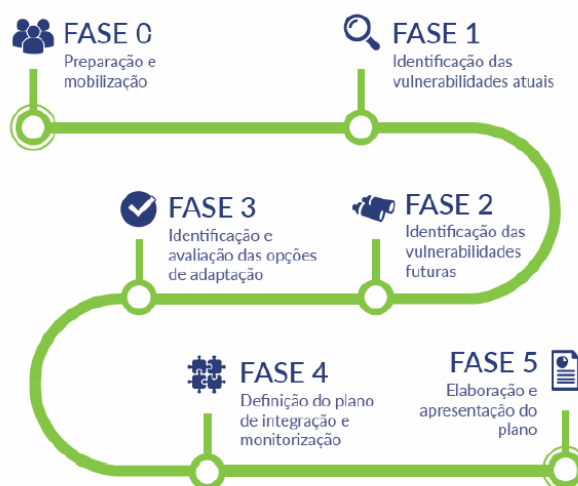 FASE 0
Preparação e
mobilização
FASE 1
Identificação das
vulnerabilidades atuais
FASE 2
Identificação das
vulnerabilidades
futuras
FASE 3
Identificação e
avaliação das opções
de adaptação
FASE 4
Definição do plano
de integração e
monitorização
FASE 5
Elaboração e
apresentação do
plano